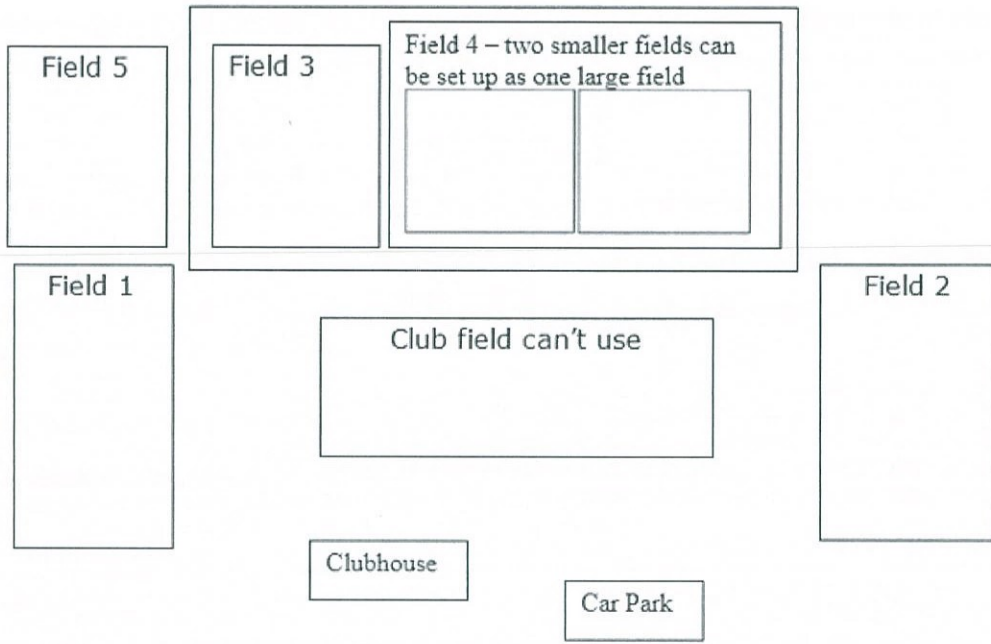 Field 5
Field 3
Field 4 – two smaller fields can
be set up as one large field
Field 1
Field 2
Club field can't use
Clubhouse
Car Park